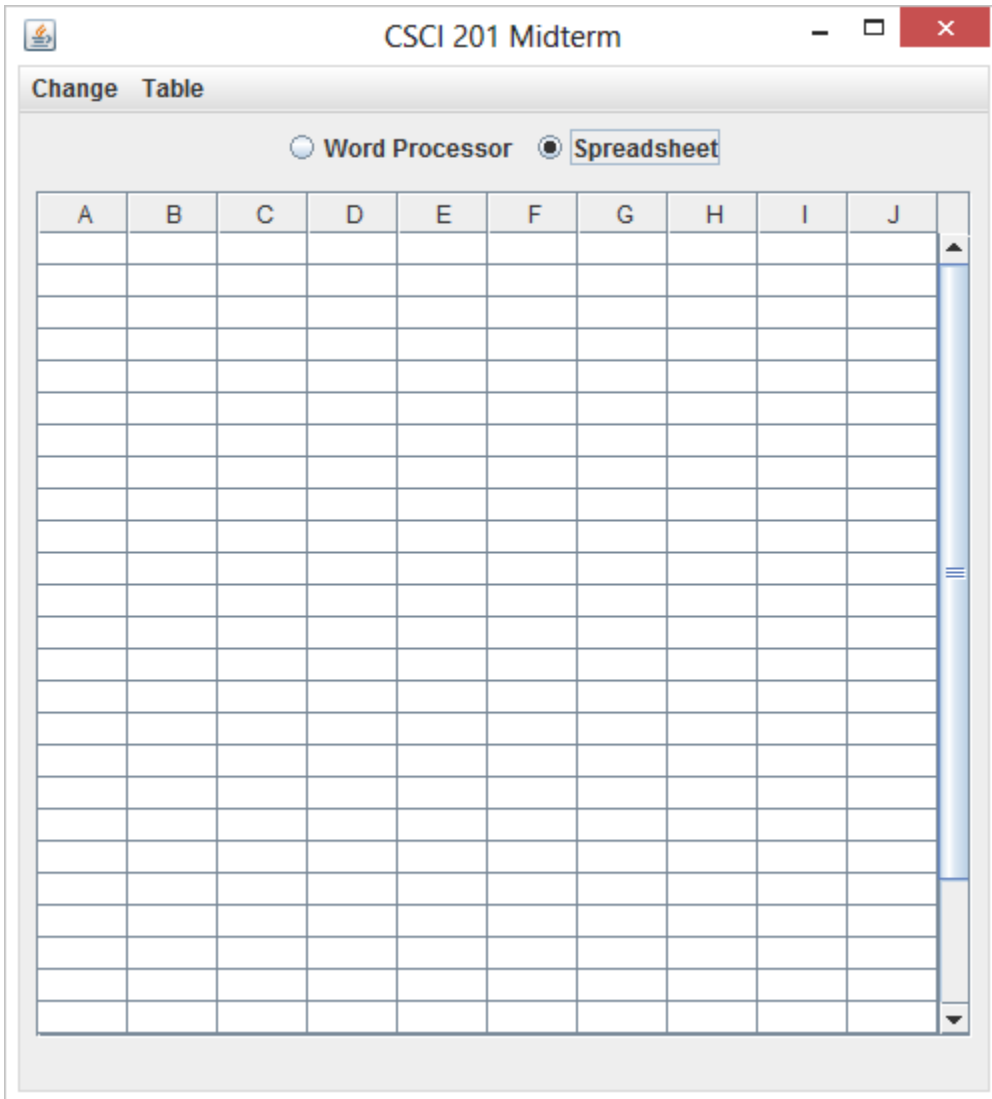 CSCI 201 Midterm
Change Table
Word Processor Spreadsheet
A B C D E F G H I J